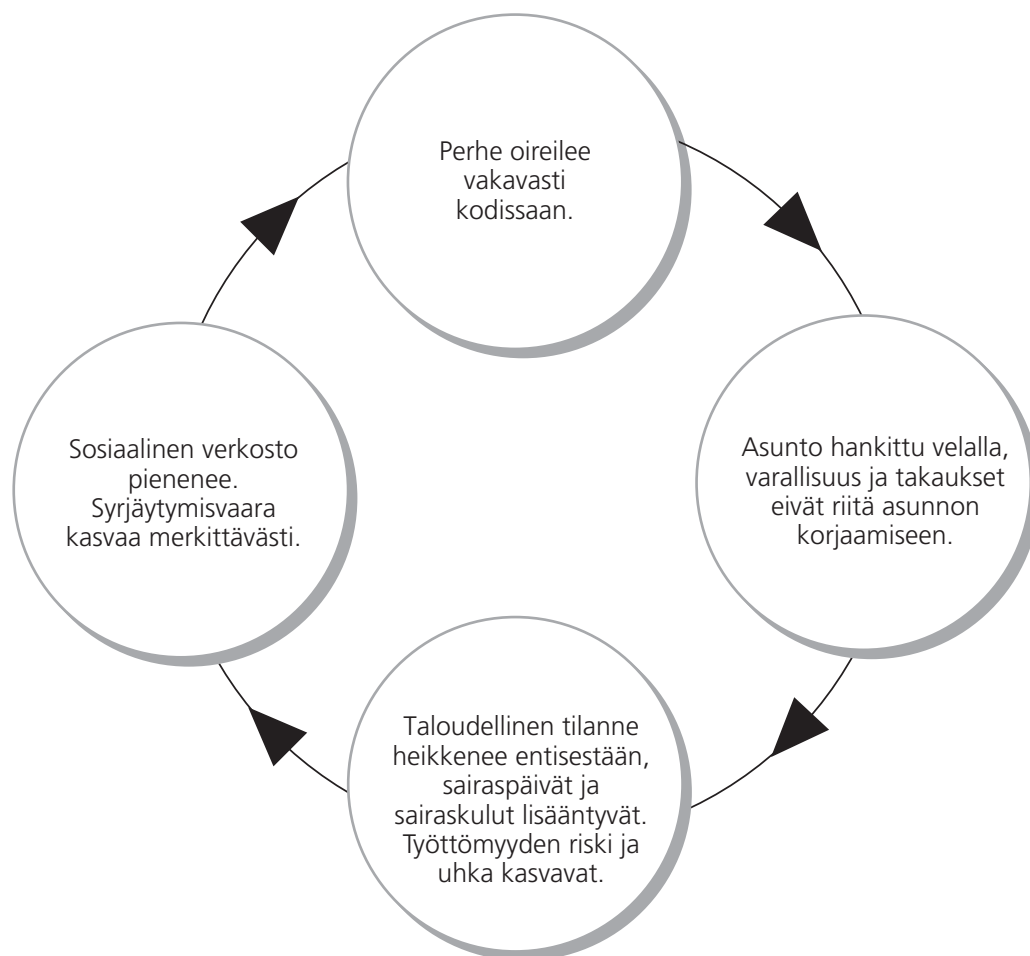 Perhe oireilee
vakavasti
kodissaan.
Asunto hankittu velalla,
varallisuus ja takaukset
eivät riitä asunnon
korjaamiseen.
Taloudellinen tilanne
heikkenee entisestään,
sairaspäivät ja
sairaskulut lisääntyvät.
Työttömyyden riski ja
uhka kasvavat.
Sosiaalinen verkosto
pienenee.
Syrjäytymisvaara
kasvaa merkittävästi.